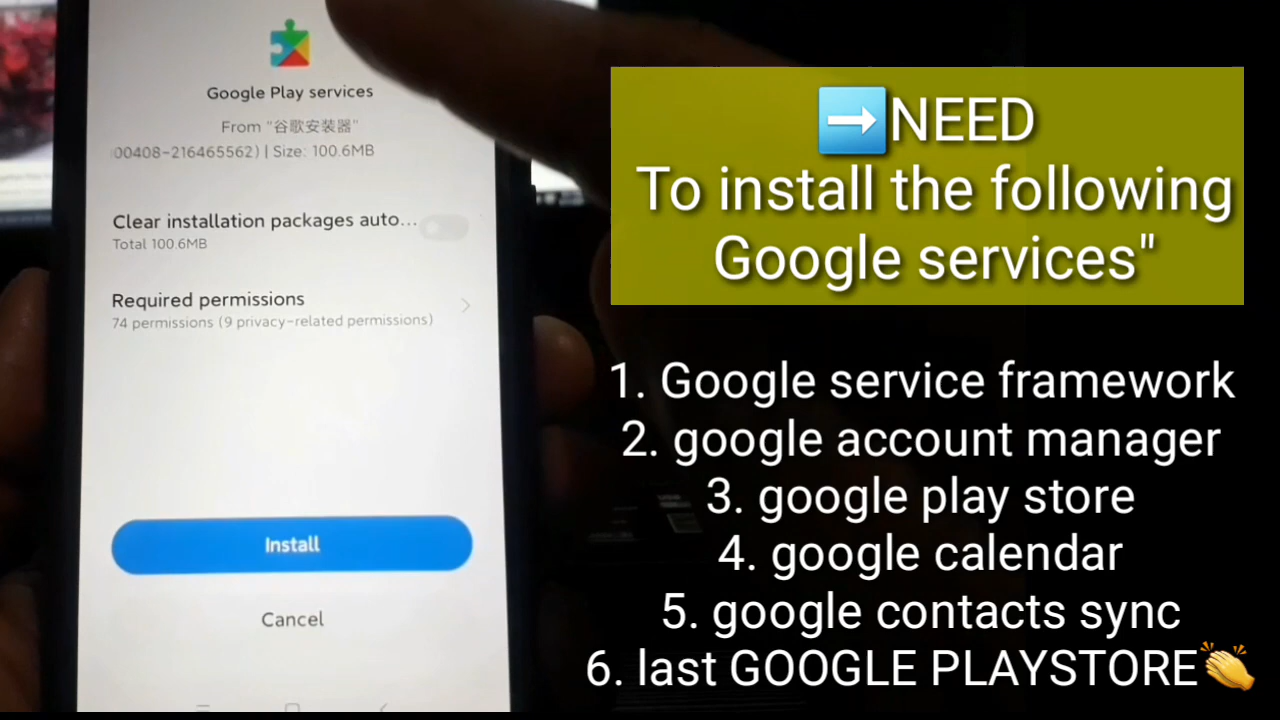 Google Play services
From "谷歌安装器"
00408-216465562) | Size: 100.6MB
Clear installation packages auto...
Total 100.6MB
Required permissions
74 permissions (9 privacy-related permissions)
Install
Cancel
➡️NEED
To install the following
Google services"
1. Google service framework
2. google account manager
3. google play store
4. google calendar
5. google contacts sync
6. last GOOGLE PLAYSTORE👏